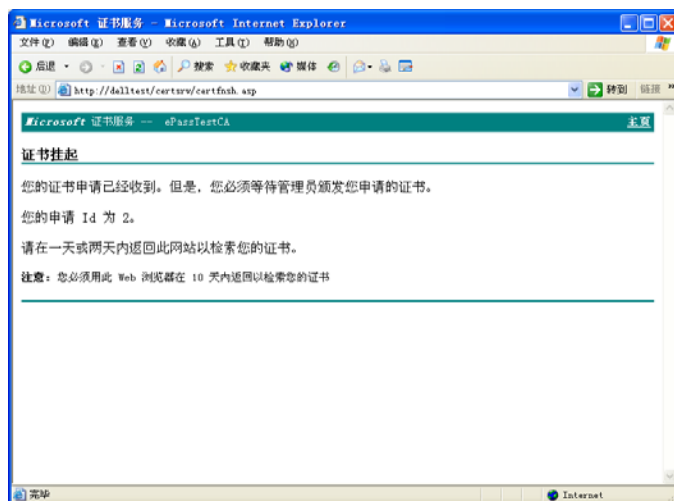 Microsoft 证书服务 - Microsoft Internet Explorer
文件(F) 编辑(E) 查看(V) 收藏(A) 工具(T) 帮助(H)
后退 搜索 收藏夹 媒体
地址(D) http://delltest/certsrv/certfnsh.asp 转到 链接 »
Microsoft 证书服务 -- ePassTestCA 主页
证书挂起
您的证书申请已经收到。但是，您必须等待管理员颁发您申请的证书。
您的申请 Id 为 2。
请在一天或两天内返回此网站以检索您的证书。
注意：您必须用此 Web 浏览器在 10 天内返回以检索您的证书
完毕 Internet